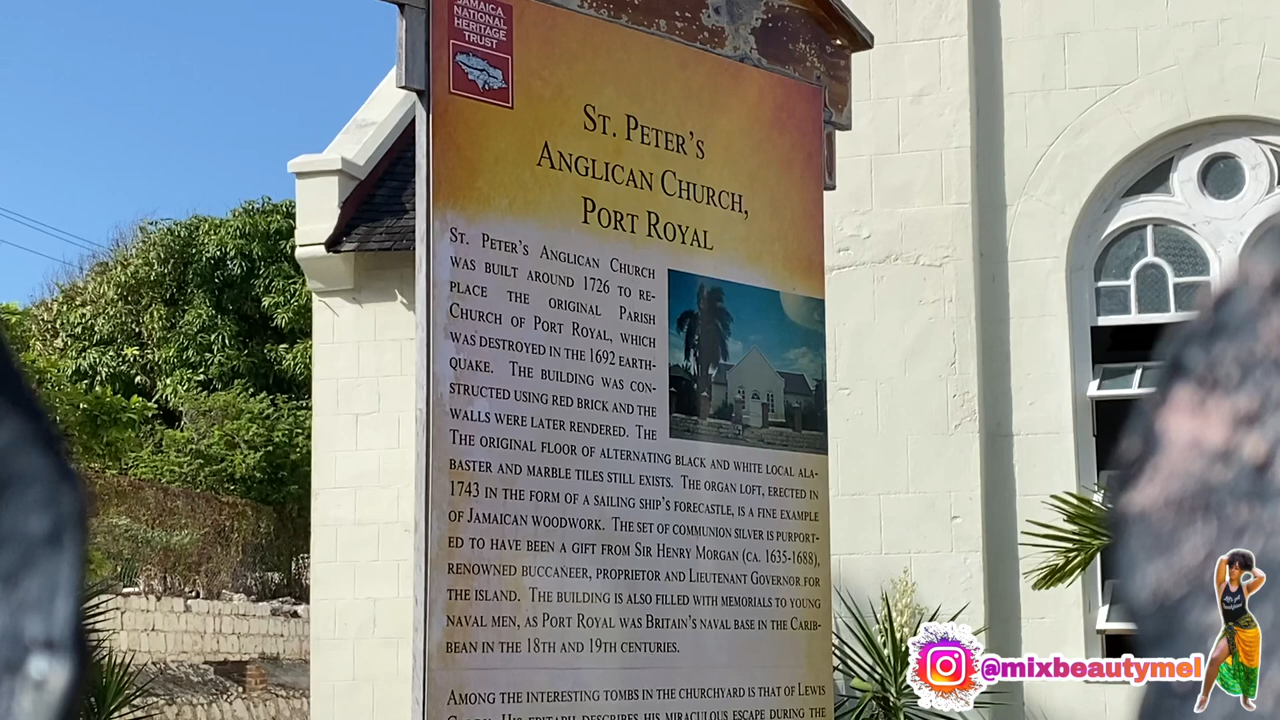 JAMAICA
NATIONAL
HERITAGE
TRUST
St. Peter's
Anglican Church,
Port Royal
St. Peter's Anglican Church
was built around 1726 to re-
place the original Parish
Church of Port Royal, which
was destroyed in the 1692 earth-
quake. The building was con-
structed using red brick and the
walls were later rendered. The
The original floor of alternating black and white local ala-
baster and marble tiles still exists. The organ loft, erected in
1743 in the form of a sailing ship's forecastle, is a fine example
of Jamaican woodwork. The set of communion silver is purport-
ed to have been a gift from Sir Henry Morgan (ca. 1635-1688),
renowned buccaneer, proprietor and Lieutenant Governor for
the island. The building is also filled with memorials to young
naval men, as Port Royal was Britain's naval base in the Carib-
bean in the 18th and 19th centuries.
Among the interesting tombs in the churchyard is that of Lewis
His epitaph describes his miraculous escape during the
@mixbeautymel